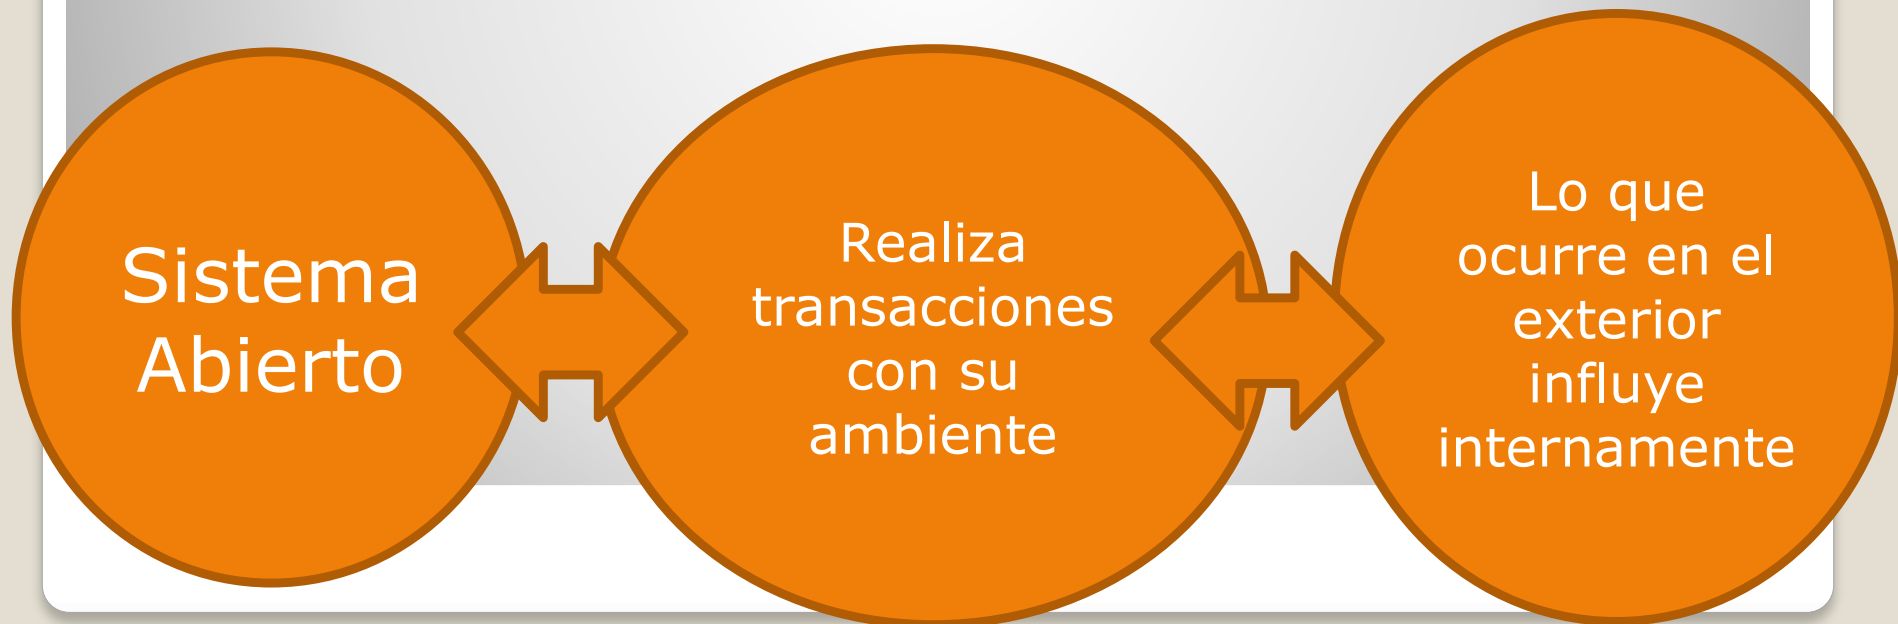 Sistema
Abierto
Realiza
transacciones
con su
ambiente
Lo que
ocurre en el
exterior
influye
internamente